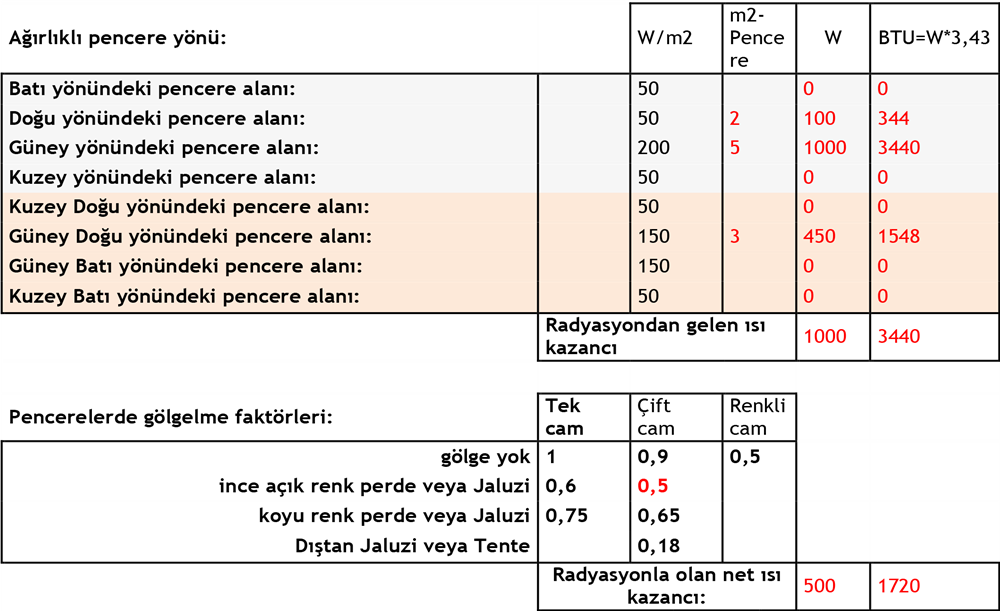 Ağırlıklı pencere yönü: W/m2 m2-Pencere W BTU=W*3,43
Batı yönündeki pencere alanı: 50 0 0
Doğu yönündeki pencere alanı: 50 2 100 344
Güney yönündeki pencere alanı: 200 5 1000 3440
Kuzey yönündeki pencere alanı: 50 0 0
Kuzey Doğu yönündeki pencere alanı: 50 0 0
Güney Doğu yönündeki pencere alanı: 150 3 450 1548
Güney Batı yönündeki pencere alanı: 150 0 0
Kuzey Batı yönündeki pencere alanı: 50 0 0
Radyasyondan gelen ısı
kazancı 1000 3440
Pencerelerde gölgelme faktörleri: Tek cam Çift cam Renkli cam
gölge yok 1 0,9 0,5
ince açık renk perde veya Jaluzi 0,6 0,5
koyu renk perde veya Jaluzi 0,75 0,65
Dıştan Jaluzi veya Tente 0,18
Radyasyonla olan net ısı
kazancı: 500 1720